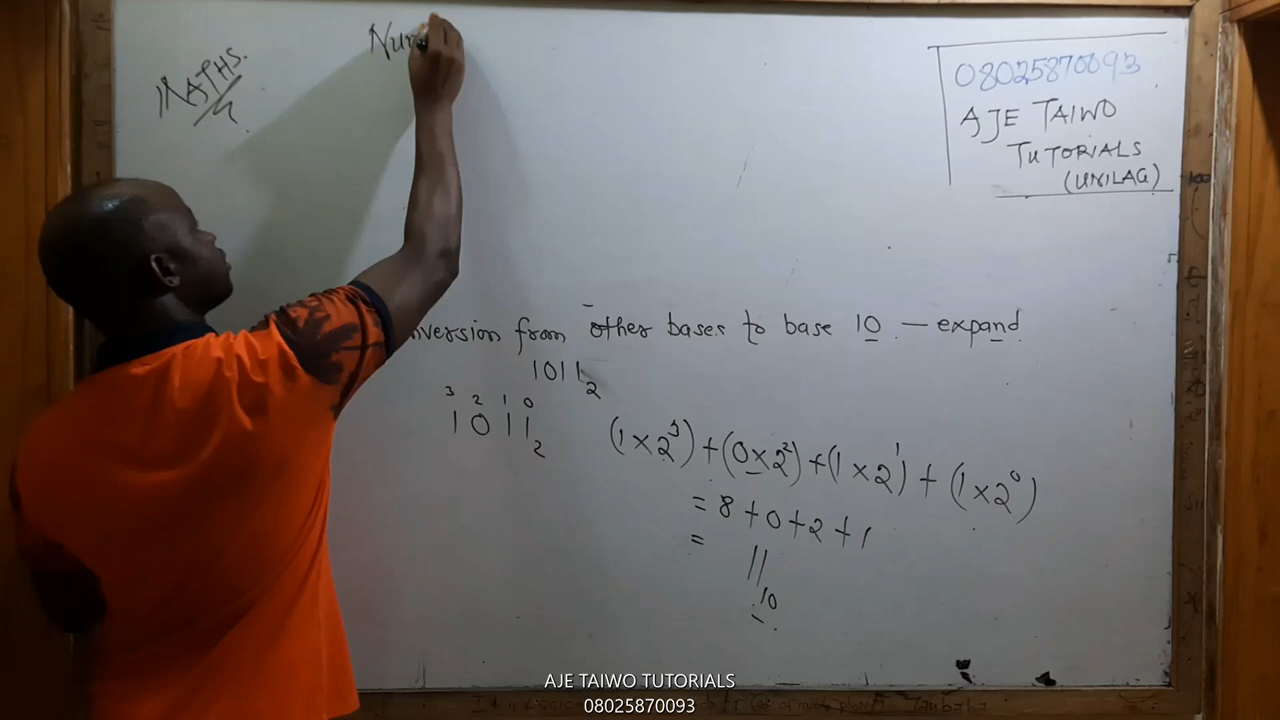 MATHS.
08025870093
AJE TAIWO
TUTORIALS
(UNILAG)
from other bases to base 10 — expand
1011₂
3 2 1 0
1011₂
(1×2³)+(0×2²)+(1×2¹)+(1×2⁰)
= 8+0+2+1
= 11₁₀
AJE TAIWO TUTORIALS
08025870093